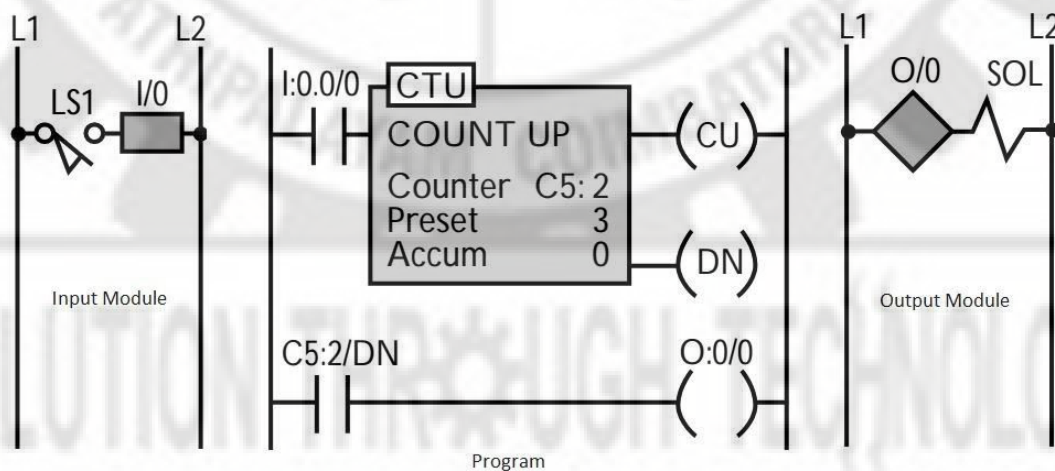 L1 L2
LS1 I/0
Input Module
I:0.0/0
CTU
COUNT UP
Counter C5: 2
Preset 3
Accum 0
CU
DN
C5:2/DN
O:0/0
Program
L1 L2
O/0 SOL
Output Module